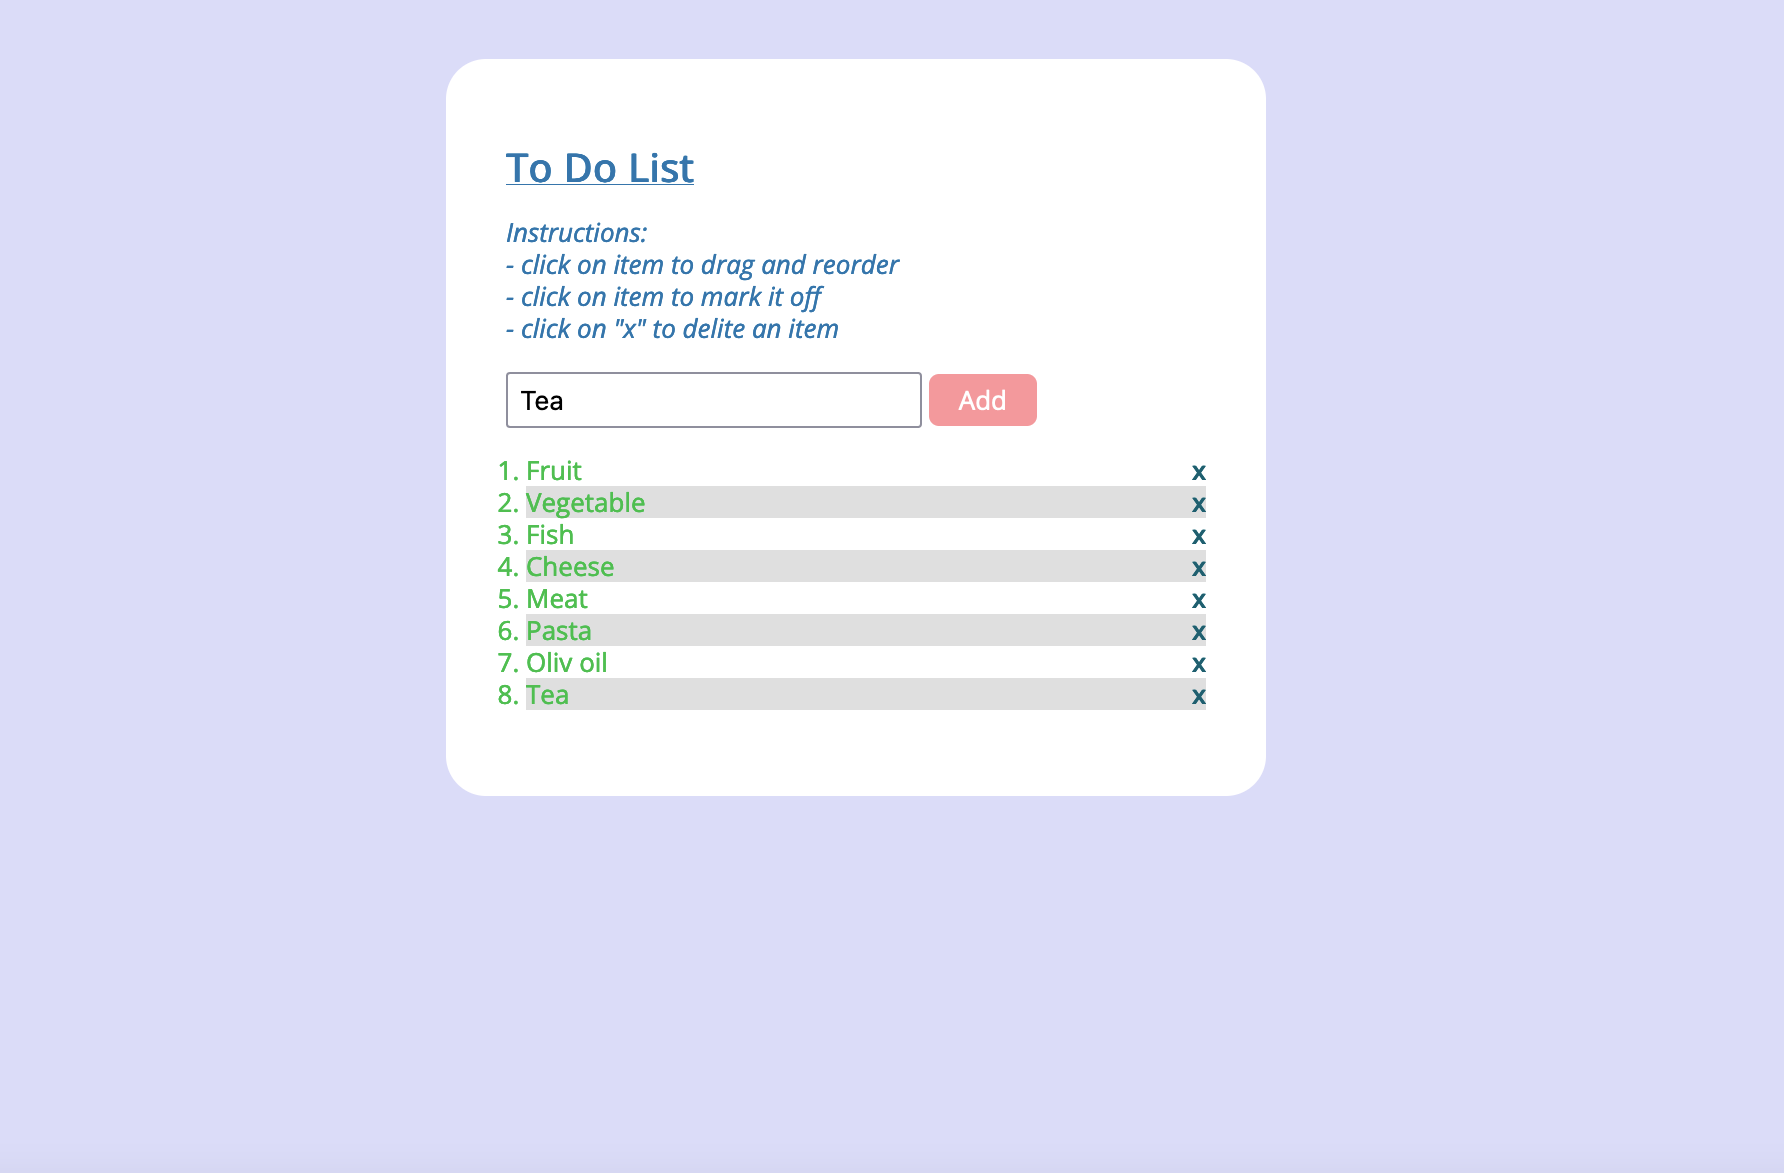 To Do List
Instructions:
- click on item to drag and reorder
- click on item to mark it off
- click on "x" to delite an item
Tea Add
1. Fruit x
2. Vegetable x
3. Fish x
4. Cheese x
5. Meat x
6. Pasta x
7. Oliv oil x
8. Tea x